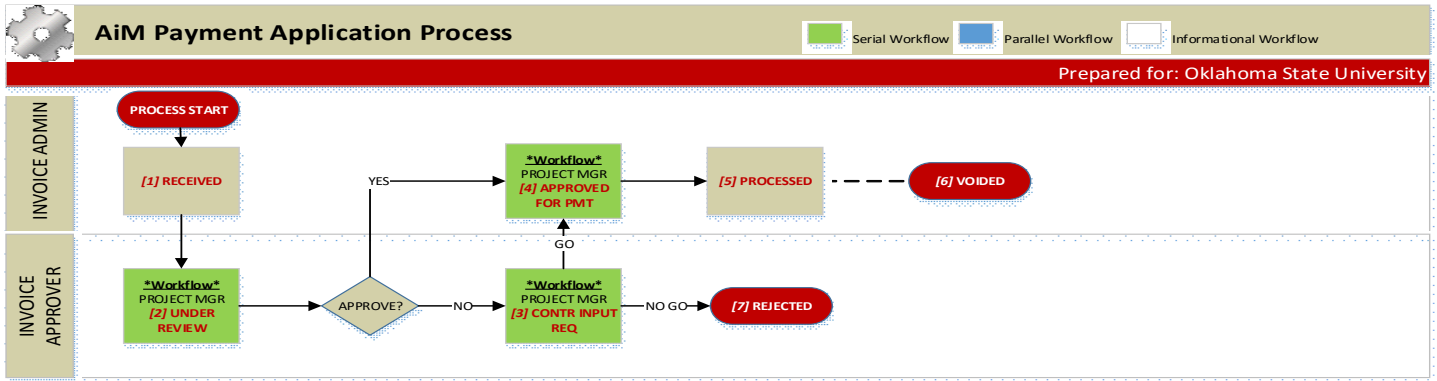 AiM Payment Application Process
Serial Workflow
Parallel Workflow
Informational Workflow
Prepared for: Oklahoma State University
INVOICE ADMIN
PROCESS START
[1] RECEIVED
YES
*Workflow*
PROJECT MGR
[4] APPROVED
FOR PMT
[5] PROCESSED
[6] VOIDED
GO
INVOICE
APPROVER
*Workflow*
PROJECT MGR
[2] UNDER
REVIEW
APPROVE?
NO
*Workflow*
PROJECT MGR
[3] CONTR INPUT
REQ
NO GO
[7] REJECTED